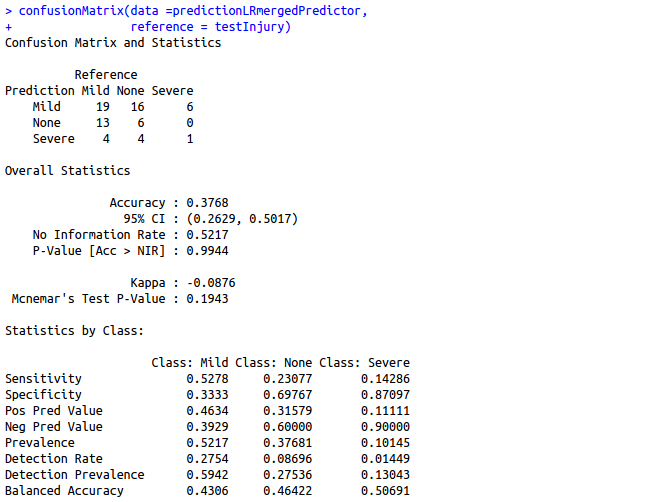 > confusionMatrix(data =predictionLRmergedPredictor,
+                 reference = testInjury)
Confusion Matrix and Statistics
          Reference
Prediction Mild None Severe
    Mild     19   16      6
    None     13    6      0
    Severe    4    4      1
Overall Statistics
               Accuracy : 0.3768
                 95% CI : (0.2629, 0.5017)
    No Information Rate : 0.5217
    P-Value [Acc > NIR] : 0.9944
                  Kappa : -0.0876
 Mcnemar's Test P-Value : 0.1943
Statistics by Class:
                     Class: Mild Class: None Class: Severe
Sensitivity               0.5278     0.23077       0.14286
Specificity               0.3333     0.69767       0.87097
Pos Pred Value            0.4634     0.31579       0.11111
Neg Pred Value            0.3929     0.60000       0.90000
Prevalence                0.5217     0.37681       0.10145
Detection Rate            0.2754     0.08696       0.01449
Detection Prevalence      0.5942     0.27536       0.13043
Balanced Accuracy         0.4306     0.46422       0.50691